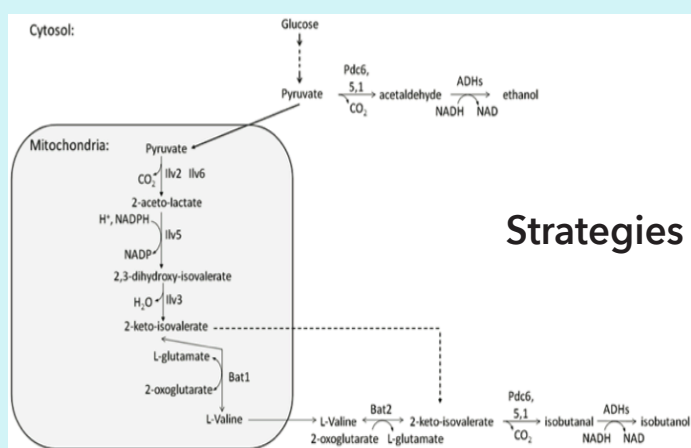 Cytosol:
Glucose
Pdc6,
5,1
ADHs
Pyruvate
acetaldehyde
ethanol
CO2
NADH NAD
Mitochondria:
Pyruvate
CO2
Ilv2 Ilv6
2-aceto-lactate
H+, NADPH
Ilv5
NADP
2,3-dihydroxy-isovalerate
H2O
Ilv3
2-keto-isovalerate
L-glutamate
Bat1
2-oxoglutarate
L-Valine
L-Valine
Bat2
2-keto-isovalerate
2-oxoglutarate L-glutamate
Pdc6,
5,1
ADHs
isobutanal
isobutanol
CO2
NADH NAD
Strategies